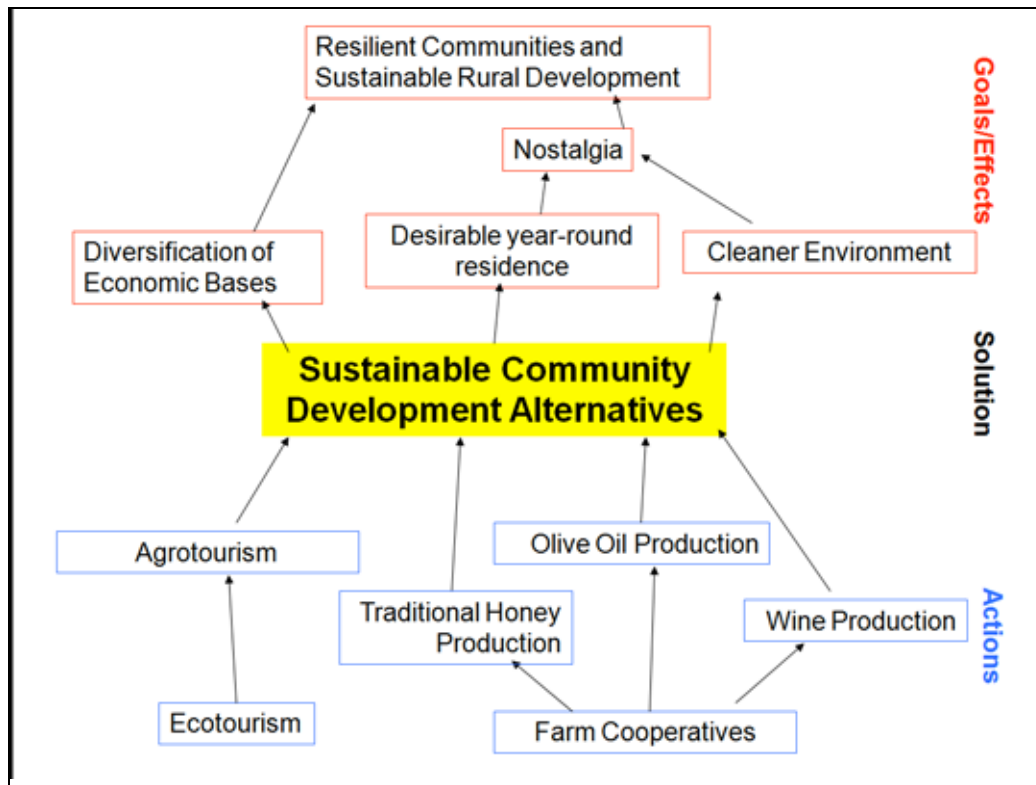 Resilient Communities and
Sustainable Rural Development
Nostalgia
Desirable year-round
residence
Diversification of
Economic Bases
Cleaner Environment
Goals/Effects
Sustainable Community
Development Alternatives
Solution
Agrotourism
Olive Oil Production
Traditional Honey
Production
Wine Production
Ecotourism
Farm Cooperatives
Actions